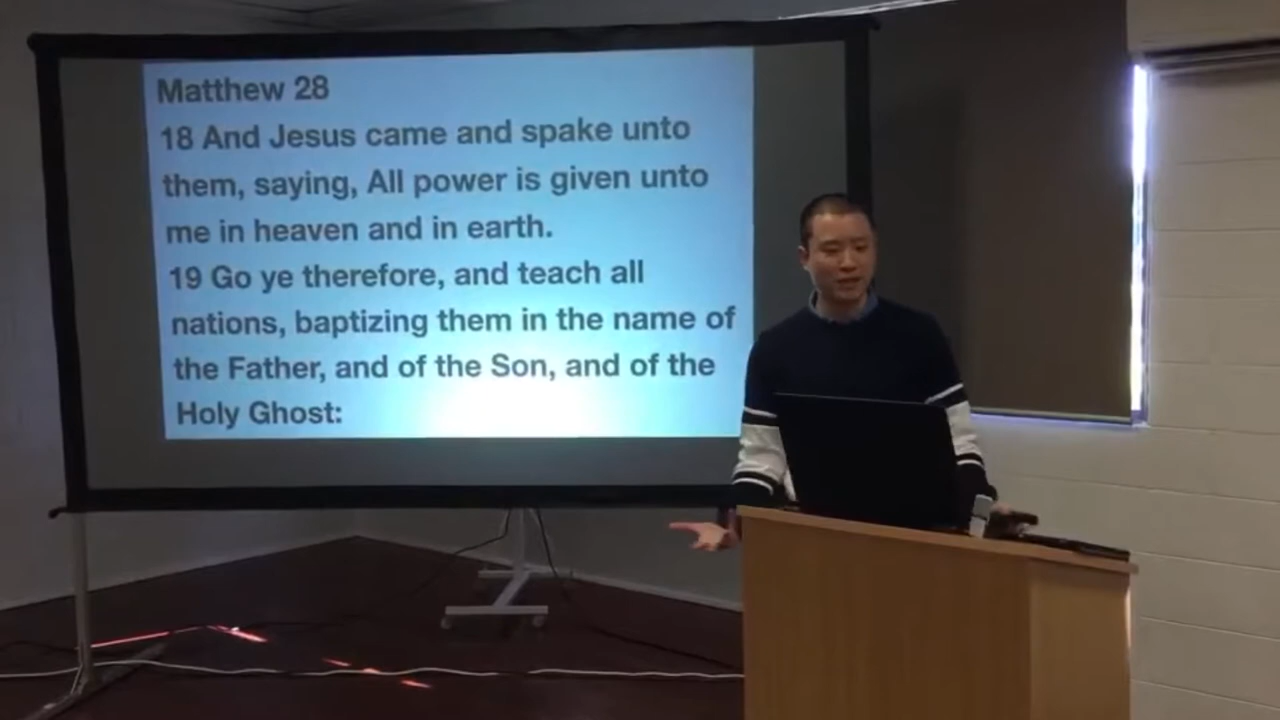 Matthew 28
18 And Jesus came and spake unto
them, saying, All power is given unto
me in heaven and in earth.
19 Go ye therefore, and teach all
nations, baptizing them in the name of
the Father, and of the Son, and of the
Holy Ghost: